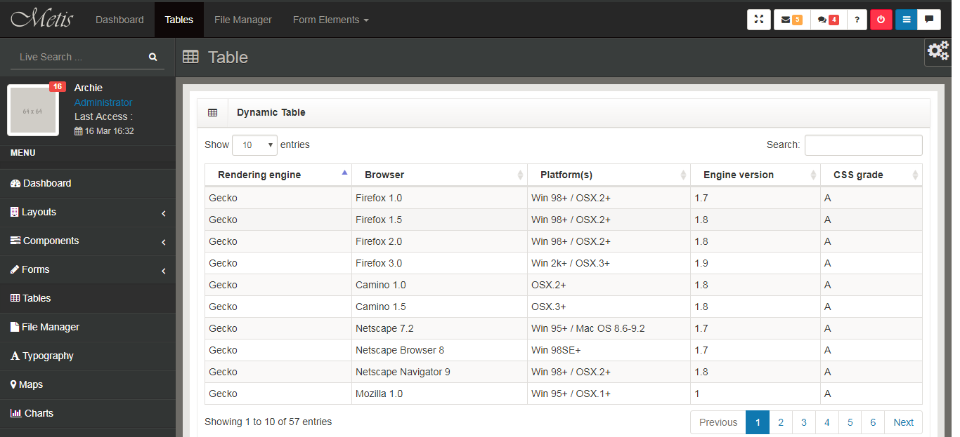 Metis
Dashboard
Tables
File Manager
Form Elements
5
4
?
Live Search ...
Table
64 x 64
16
Archie
Administrator
Last Access :
16 Mar 16:32
MENU
Dashboard
Layouts
Components
Forms
Tables
File Manager
Typography
Maps
Charts
Dynamic Table
Show 10 entries
Search:
Rendering engine Browser Platform(s) Engine version CSS grade
Gecko Firefox 1.0 Win 98+ / OSX.2+ 1.7 A
Gecko Firefox 1.5 Win 98+ / OSX.2+ 1.8 A
Gecko Firefox 2.0 Win 98+ / OSX.2+ 1.8 A
Gecko Firefox 3.0 Win 2k+ / OSX.3+ 1.9 A
Gecko Camino 1.0 OSX.2+ 1.8 A
Gecko Camino 1.5 OSX.3+ 1.8 A
Gecko Netscape 7.2 Win 95+ / Mac OS 8.6-9.2 1.7 A
Gecko Netscape Browser 8 Win 98SE+ 1.7 A
Gecko Netscape Navigator 9 Win 98+ / OSX.2+ 1.8 A
Gecko Mozilla 1.0 Win 95+ / OSX.1+ 1 A
Showing 1 to 10 of 57 entries
Previous 1 2 3 4 5 6 Next